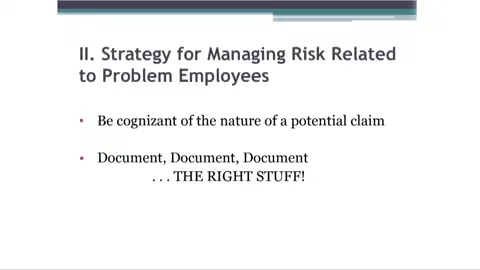 II. Strategy for Managing Risk Related
to Problem Employees
• Be cognizant of the nature of a potential claim
• Document, Document, Document
. . . THE RIGHT STUFF!